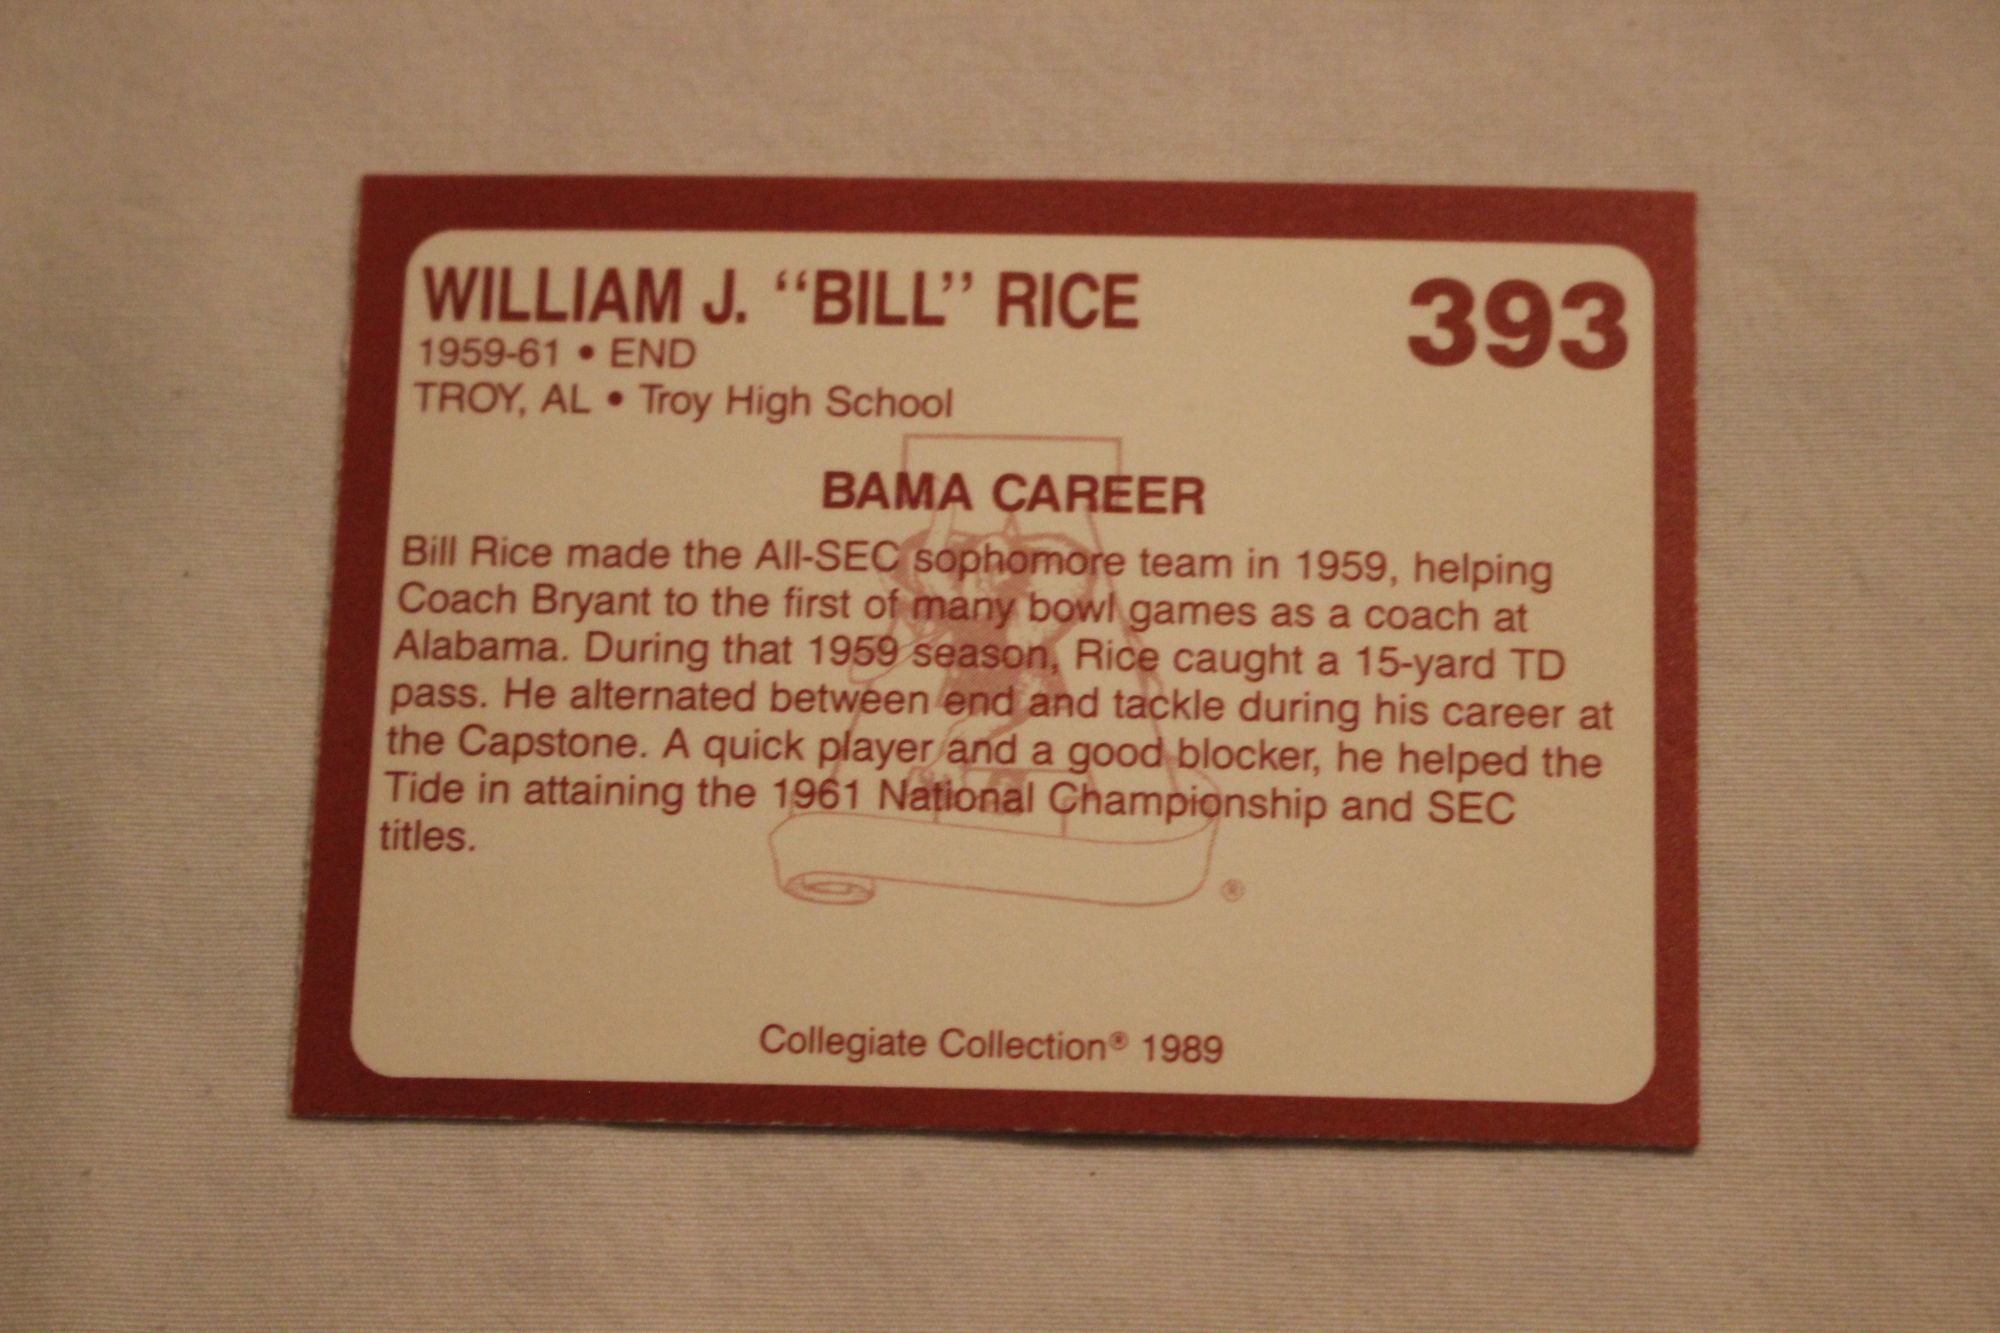 WILLIAM J. “BILL” RICE
393
1959-61 • END
TROY, AL • Troy High School
BAMA CAREER
Bill Rice made the All-SEC sophomore team in 1959, helping
Coach Bryant to the first of many bowl games as a coach at
Alabama. During that 1959 season, Rice caught a 15-yard TD
pass. He alternated between end and tackle during his career at
the Capstone. A quick player and a good blocker, he helped the
Tide in attaining the 1961 National Championship and SEC
titles.
®
Collegiate Collection® 1989